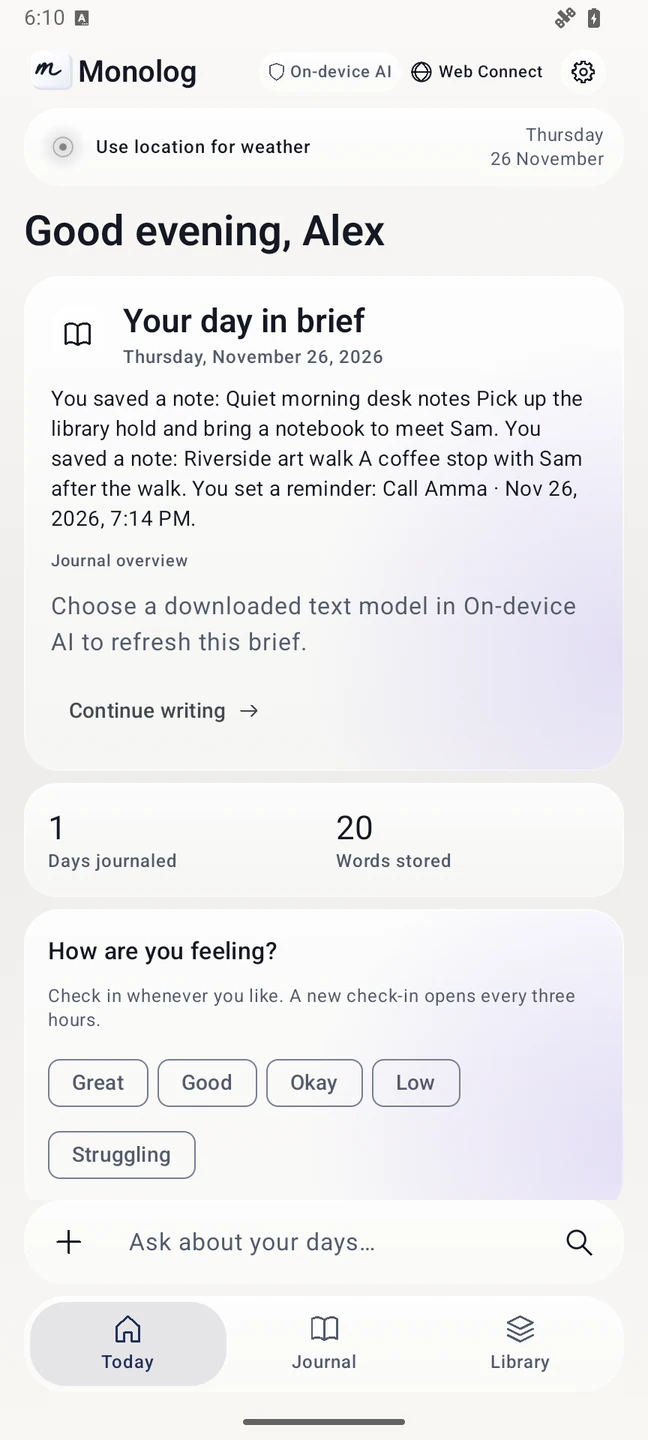 6:10
Monolog
On-device AI
Web Connect
Use location for weather
Thursday
26 November
Good evening, Alex
Your day in brief
Thursday, November 26, 2026
You saved a note: Quiet morning desk notes Pick up the
library hold and bring a notebook to meet Sam. You
saved a note: Riverside art walk A coffee stop with Sam
after the walk. You set a reminder: Call Amma · Nov 26,
2026, 7:14 PM.
Journal overview
Choose a downloaded text model in On-device
AI to refresh this brief.
Continue writing →
1
Days journaled
20
Words stored
How are you feeling?
Check in whenever you like. A new check-in opens every three
hours.
Great
Good
Okay
Low
Struggling
Ask about your days…
Today
Journal
Library